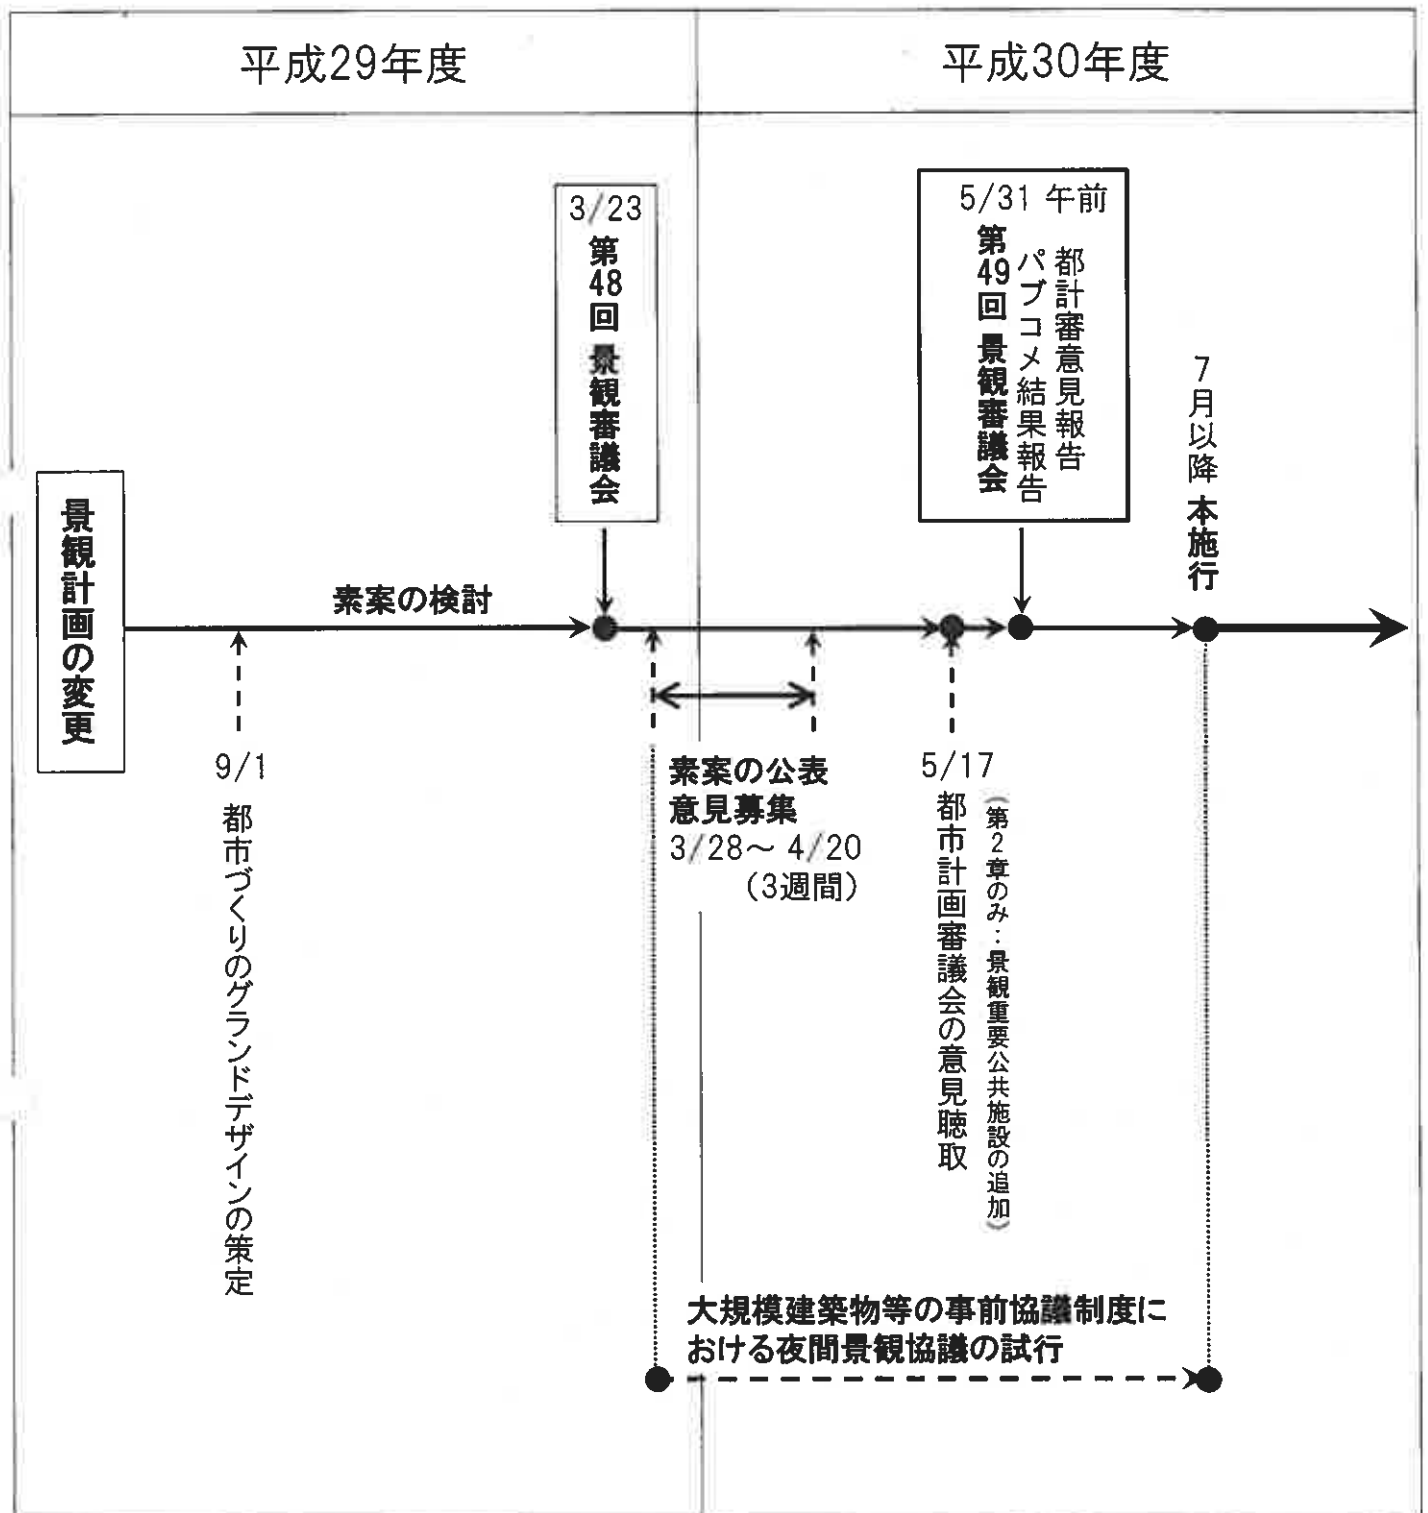 平成29年度
平成30年度
3/23
第48回 景観審議会
5/31 午前
第49回 景観審議会
パブコメ結果報告
都計審意見報告
7月以降 本施行
景観計画の変更
素案の検討
9/1
都市づくりのグランドデザインの策定
素案の公表
意見募集
3/28～ 4/20
（3週間）
5/17
都市計画審議会の意見聴取
（第2章のみ：景観重要公共施設の追加）
大規模建築物等の事前協議制度に
おける夜間景観協議の試行